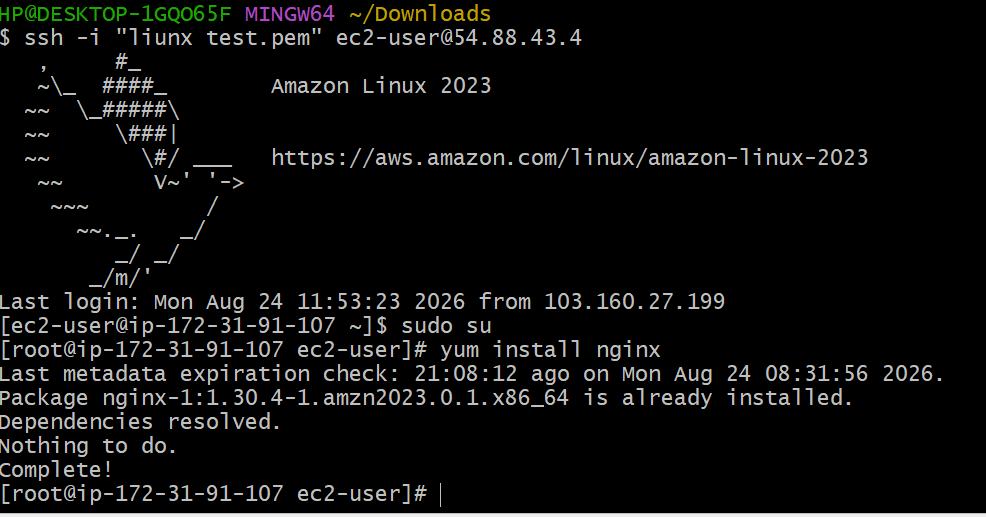 HP@DESKTOP-1GQO65F MINGW64 ~/Downloads
$ ssh -i "liunx test.pem" ec2-user@54.88.43.4
   ,     #_
   ~\_  ####_        Amazon Linux 2023
  ~~  \_#####\
  ~~     \###|
  ~~       \#/ ___   https://aws.amazon.com/linux/amazon-linux-2023
   ~~       V~' '->
    ~~~         /
      ~~._.   _/
         _/ _/
       _/m/'
Last login: Mon Aug 24 11:53:23 2026 from 103.160.27.199
[ec2-user@ip-172-31-91-107 ~]$ sudo su
[root@ip-172-31-91-107 ec2-user]# yum install nginx
Last metadata expiration check: 21:08:12 ago on Mon Aug 24 08:31:56 2026.
Package nginx-1:1.30.4-1.amzn2023.0.1.x86_64 is already installed.
Dependencies resolved.
Nothing to do.
Complete!
[root@ip-172-31-91-107 ec2-user]#